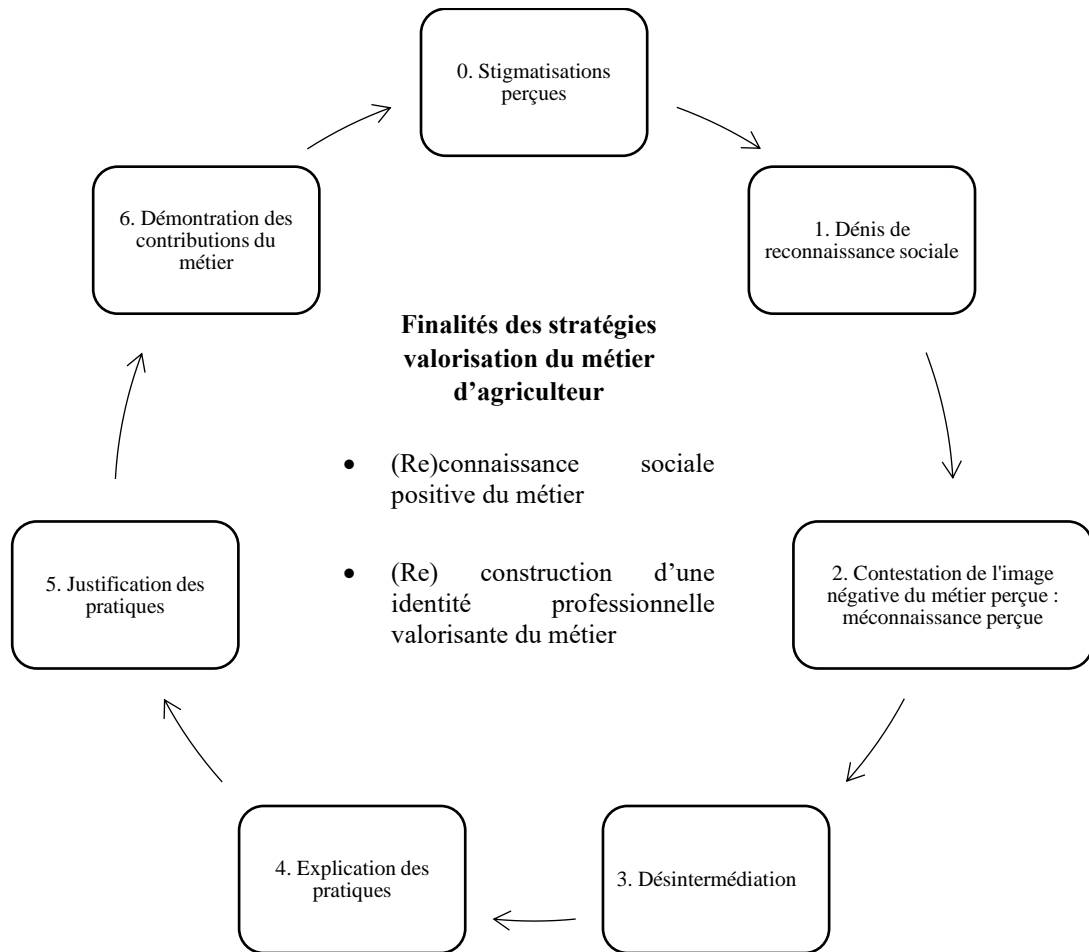 0. Stigmatisations
perçues
1. Dénis de
reconnaissance sociale
2. Contestation de l'image
négative du métier perçue :
méconnaissance perçue
3. Désintermédiation
4. Explication des
pratiques
5. Justification des
pratiques
6. Démontration des
contributions du
métier
Finalités des stratégies
valorisation du métier
d’agriculteur
• (Re)connaissance sociale
positive du métier
• (Re) construction d’une
identité professionnelle
valorisante du métier